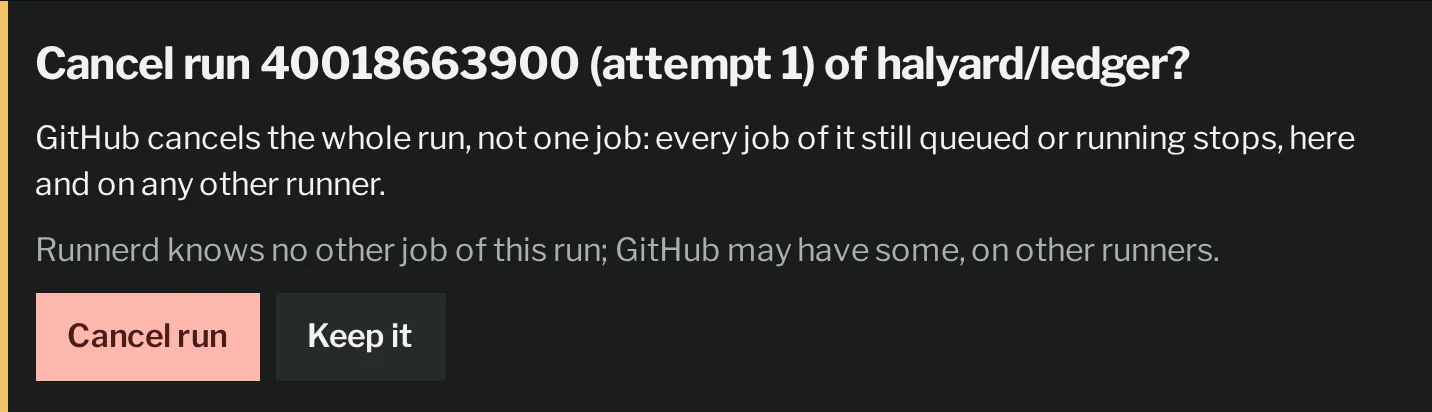 Cancel run 40018663900 (attempt 1) of halyard/ledger?
GitHub cancels the whole run, not one job: every job of it still queued or running stops, here
and on any other runner.
Runnerd knows no other job of this run; GitHub may have some, on other runners.
Cancel run
Keep it